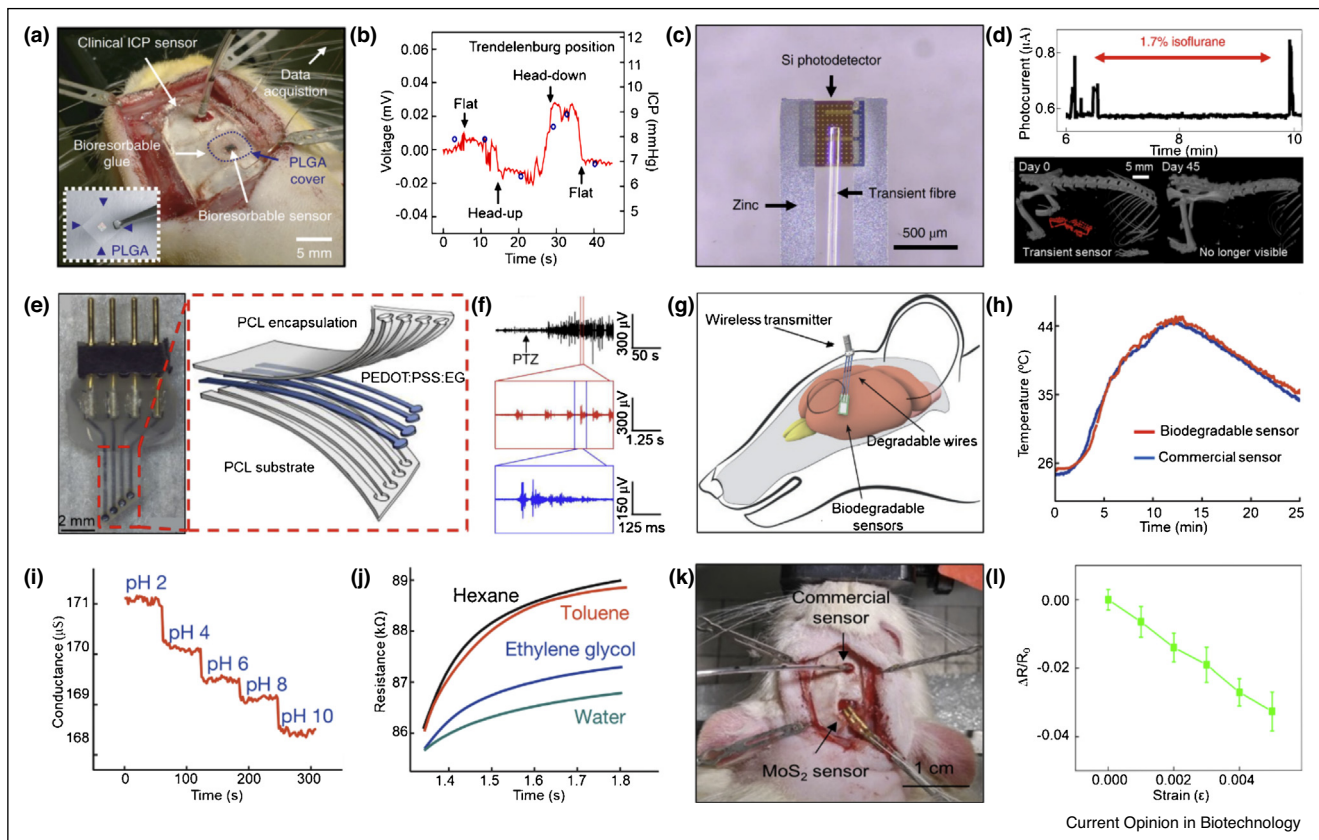 (a)
Clinical ICP sensor
Data
acquistion
Bioresorbable
glue
PLGA
cover
Bioresorbable sensor
PLGA
5 mm
(b)
Trendelenburg position
Head-down
Flat
Head-up
Flat
Voltage (mV)
0.06
0.04
0.02
0.00
-0.02
-0.04
ICP (mmHg)
12
11
10
9
8
7
6
5
0 10 20 30 40
Time (s)
(c)
Si photodetector
Transient fibre
Zinc
500 μm
(d)
Photocurrent (μA)
0.8
0.6
1.7% isoflurane
6 8 10
Time (min)
Day 0
5 mm
Day 45
Transient sensor
No longer visible
(e)
2 mm
PCL encapsulation
PEDOT:PSS:EG
PCL substrate
(f)
PTZ
300 μV
50 s
300 μV
1.25 s
150 μV
125 ms
(g)
Wireless transmitter
Degradable wires
Biodegradable
sensors
(h)
Temperature (ºC)
44
35
26
Biodegradable sensor
Commercial sensor
0 5 10 15 20 25
Time (min)
(i)
Conductance (μS)
171
170
169
168
pH 2
pH 4
pH 6
pH 8
pH 10
0 100 200 300
Time (s)
(j)
Resistance (kΩ)
89
88
87
86
Hexane
Toluene
Ethylene glycol
Water
1.4 1.5 1.6 1.7 1.8
Time (s)
(k)
Commercial
sensor
MoS2 sensor
1 cm
(l)
ΔR/R0
0.00
-0.02
-0.04
0.000 0.002 0.004
Strain (ε)
Current Opinion in Biotechnology